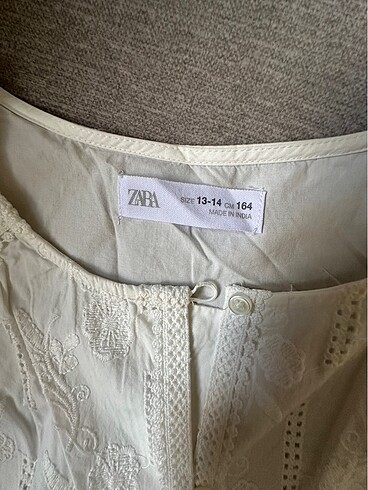 ZARA
SIZE 13-14 CM 164
MADE IN INDIA